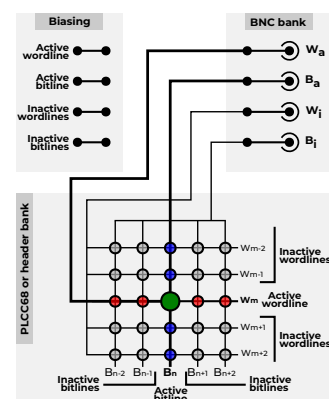 Biasing
BNC bank
Active
wordline
Wa
Active
bitline
Ba
Inactive
wordlines
Wi
Inactive
bitlines
Bi
PLCC68 or header bank
Wm-2
Inactive
wordlines
Wm-1
Wm
Active
wordline
Wm+1
Inactive
wordlines
Wm+2
Bn-2 Bn-1 Bn Bn+1 Bn+2
Inactive
bitlines
Active
bitline
Inactive
bitlines